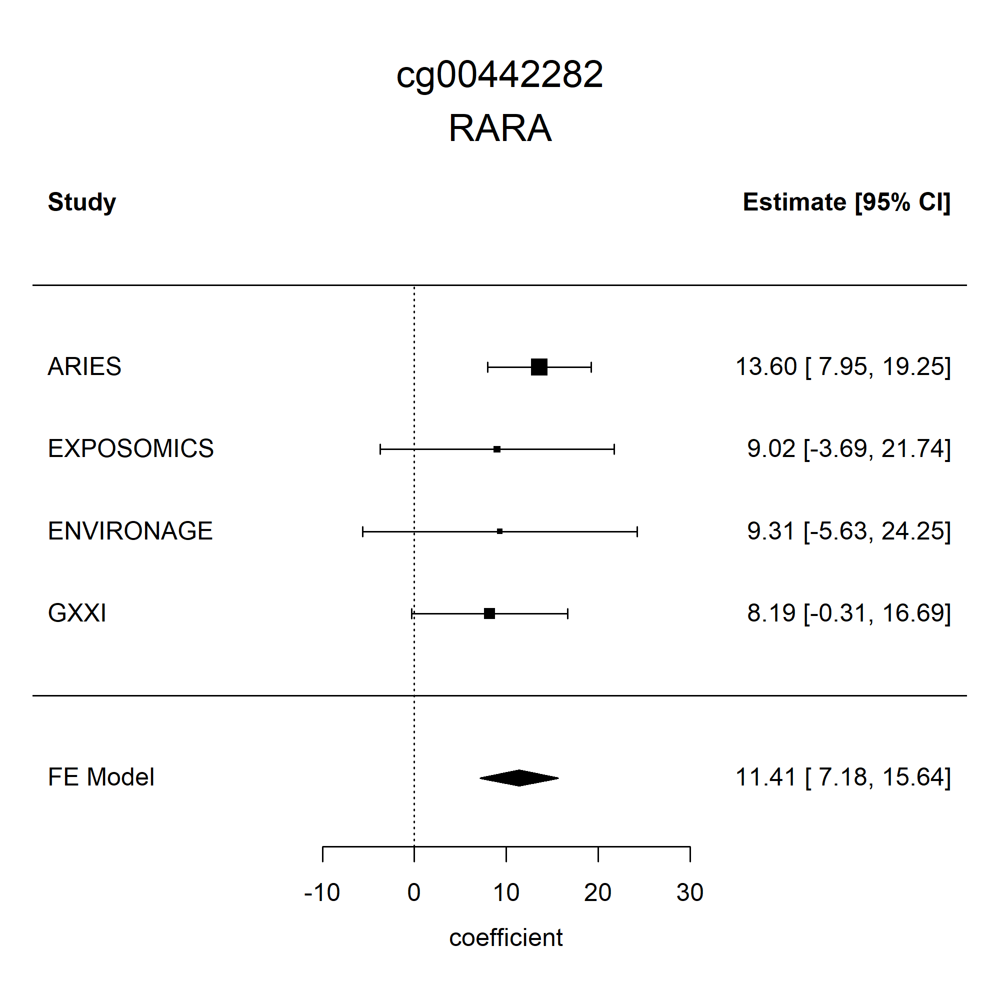 cg00442282
RARA
Study Estimate [95% CI]
ARIES 13.60 [ 7.95, 19.25]
EXPOSOMICS 9.02 [-3.69, 21.74]
ENVIRONAGE 9.31 [-5.63, 24.25]
GXXI 8.19 [-0.31, 16.69]
FE Model 11.41 [ 7.18, 15.64]
-10 0 10 20 30
coefficient